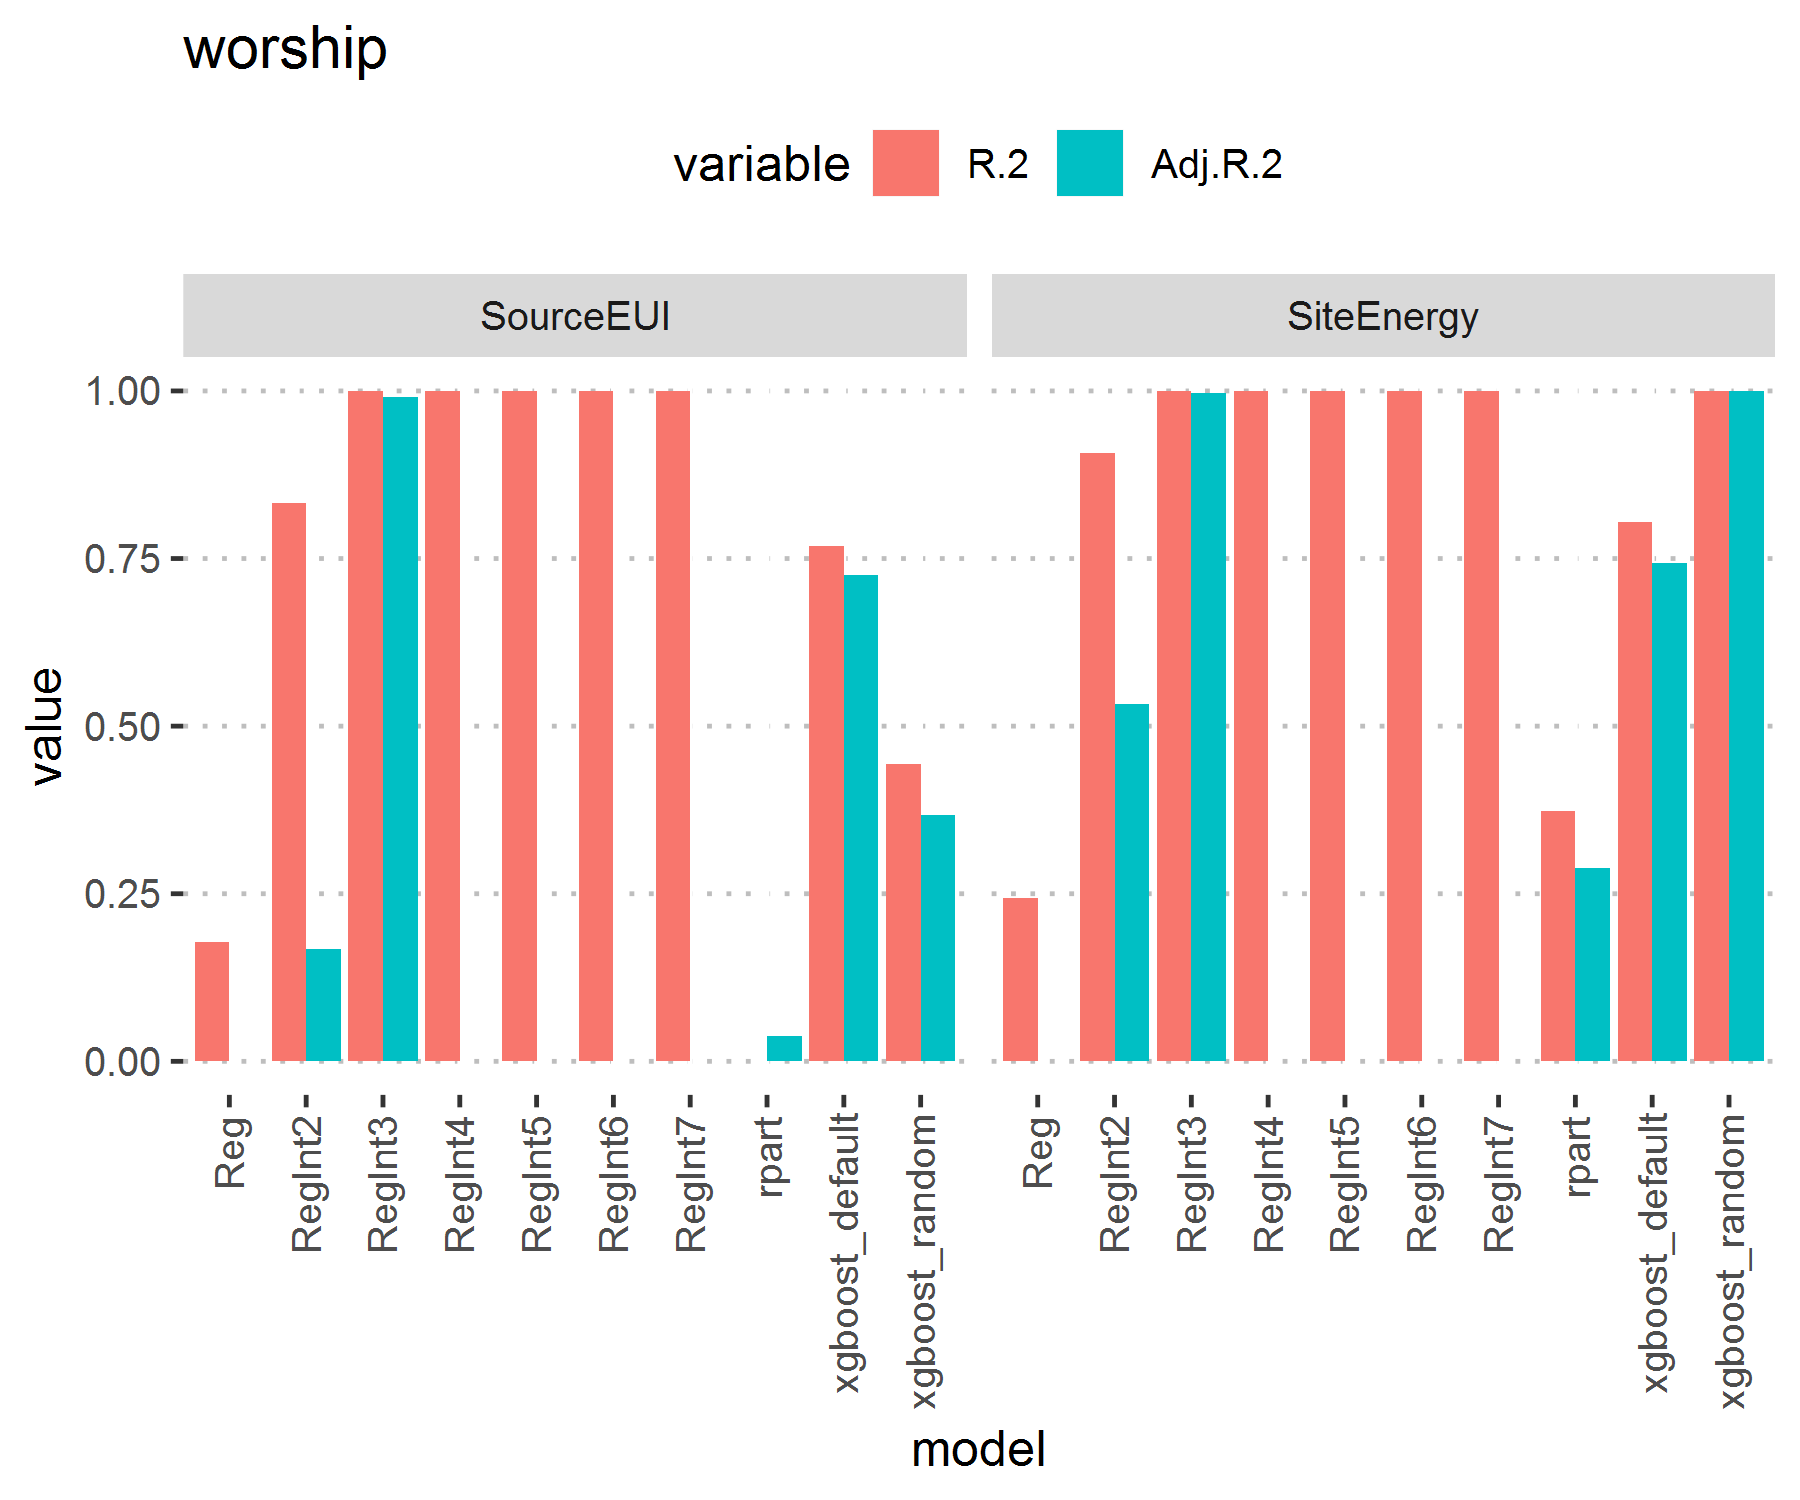 worship
variable R.2 Adj.R.2
SourceEUI SiteEnergy
1.00
0.75
0.50
0.25
0.00
value
Reg RegInt2 RegInt3 RegInt4 RegInt5 RegInt6 RegInt7 rpart xgboost_default xgboost_random
Reg RegInt2 RegInt3 RegInt4 RegInt5 RegInt6 RegInt7 rpart xgboost_default xgboost_random
model